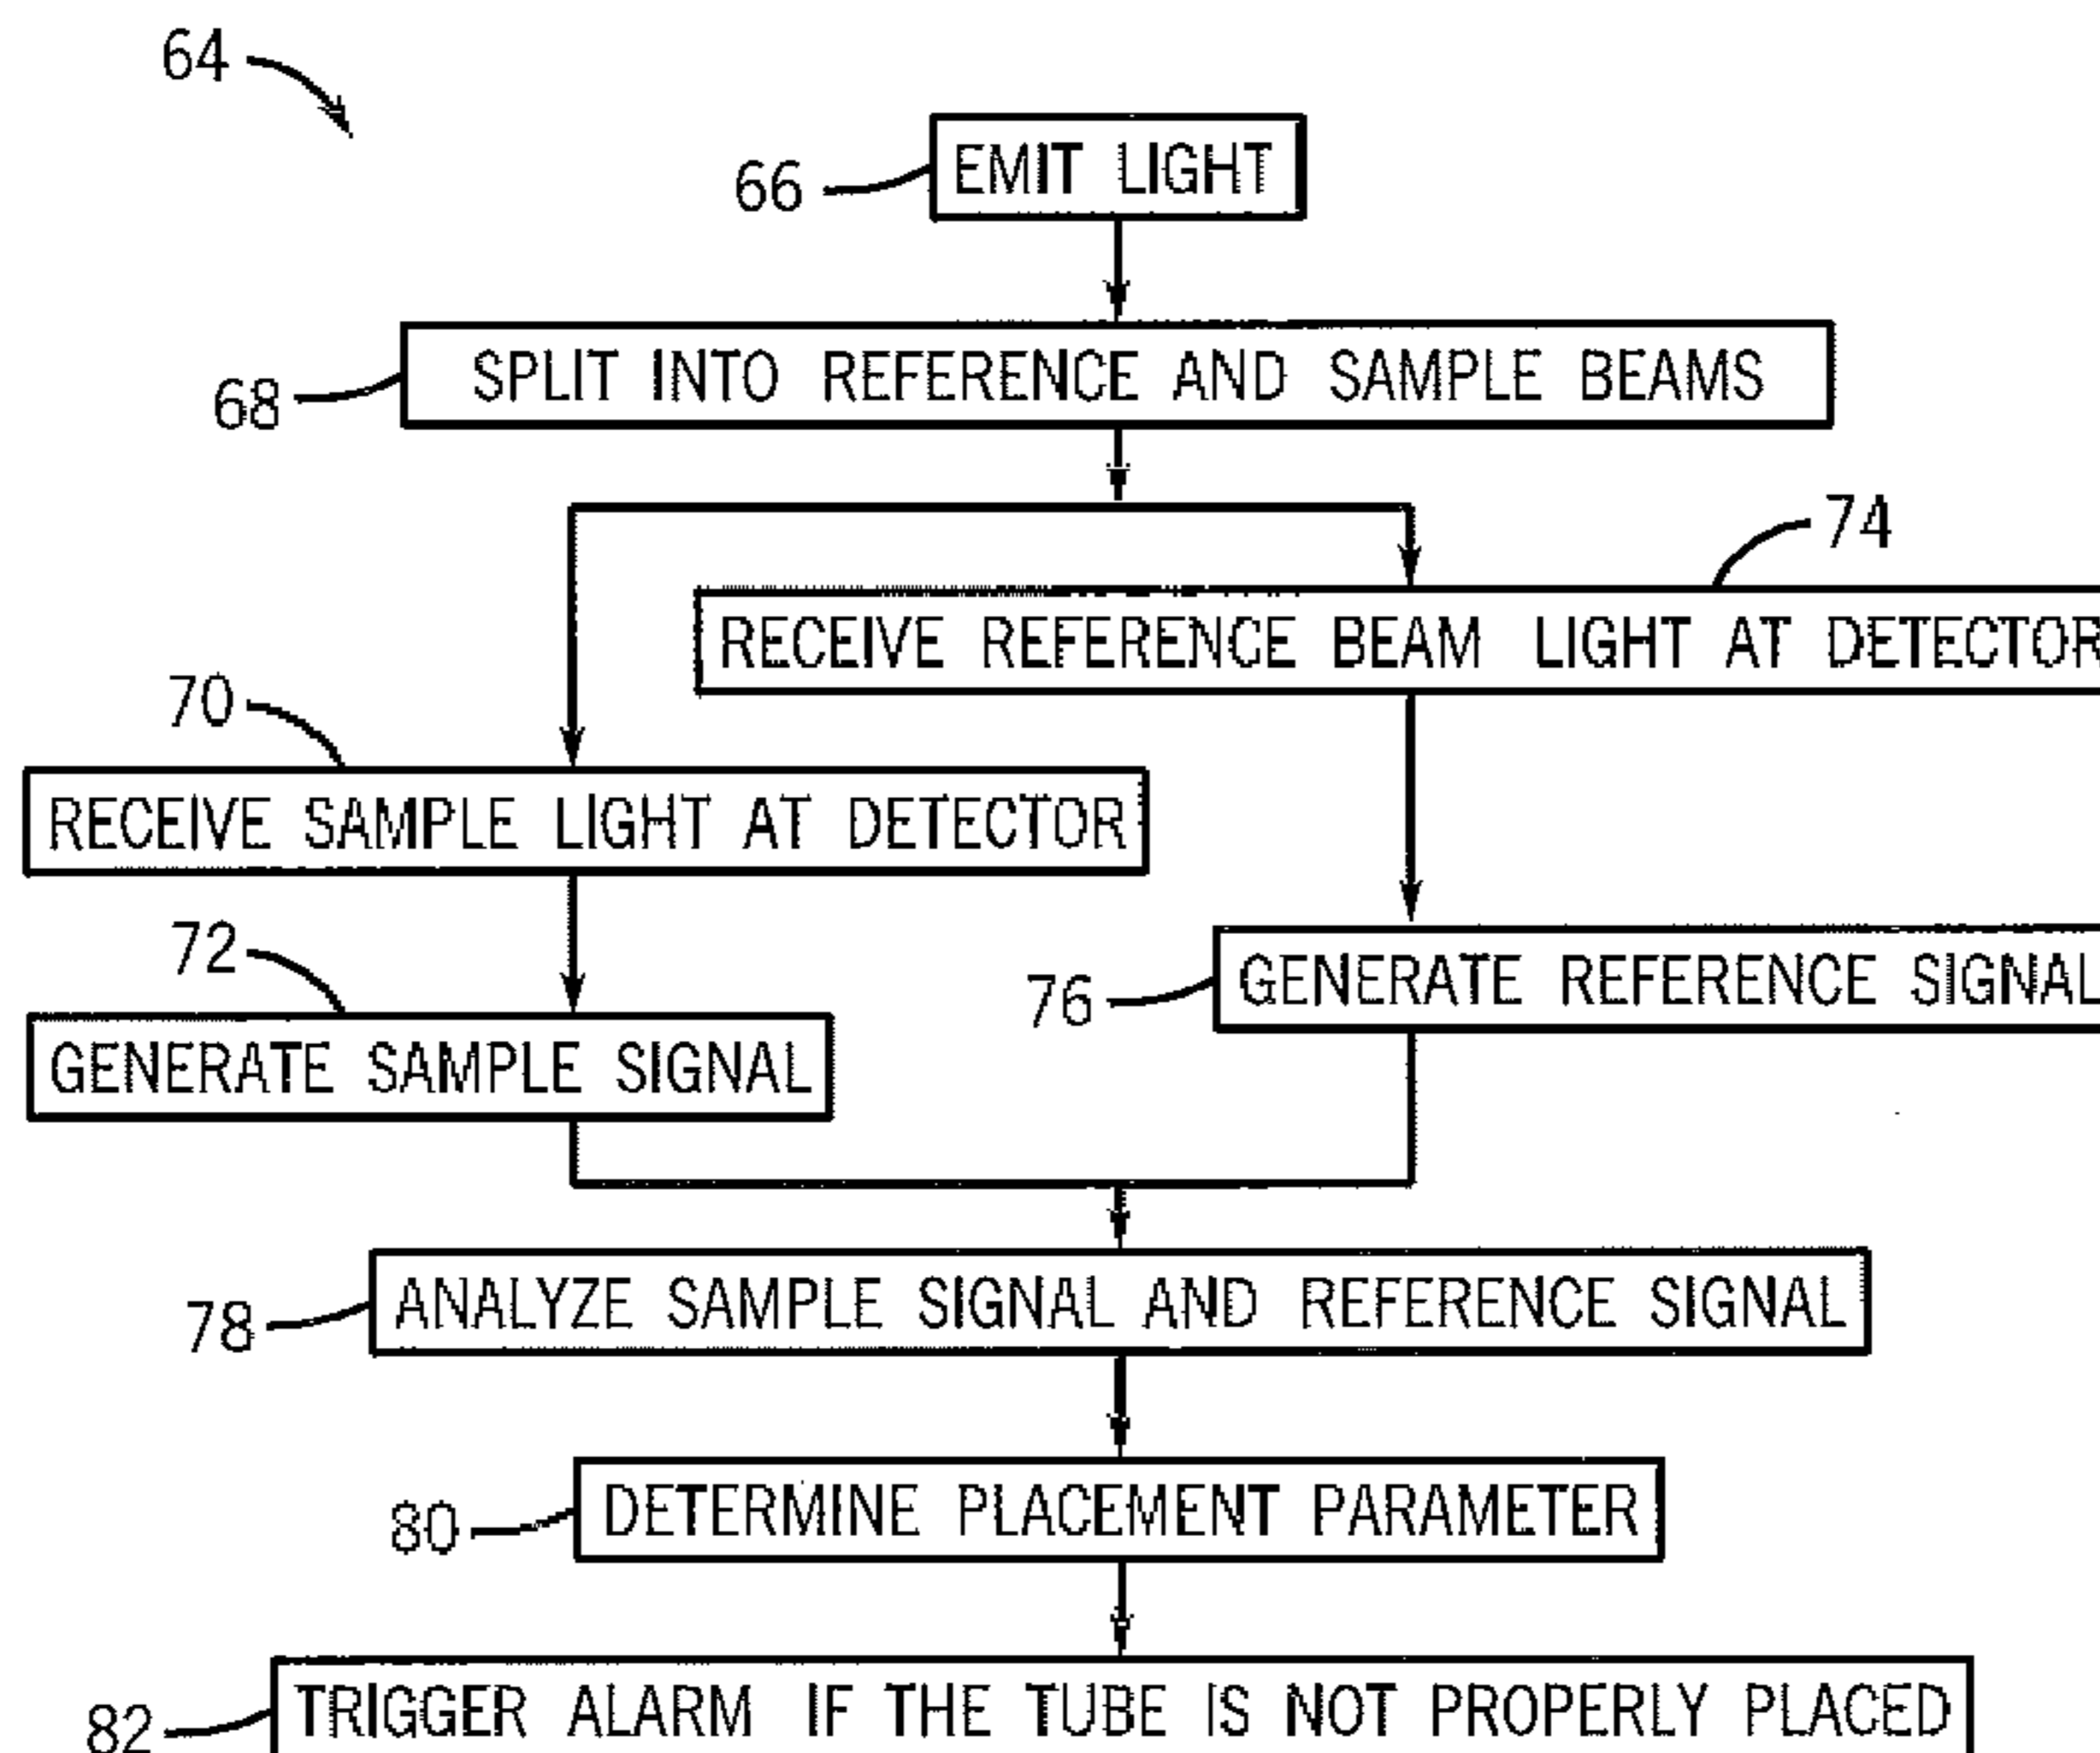 64
66
EMIT LIGHT
68
SPLIT INTO REFERENCE AND SAMPLE BEAMS
74
RECEIVE REFERENCE BEAM LIGHT AT DETECTOR
70
RECEIVE SAMPLE LIGHT AT DETECTOR
72
76
GENERATE REFERENCE SIGNAL
GENERATE SAMPLE SIGNAL
78
ANALYZE SAMPLE SIGNAL AND REFERENCE SIGNAL
80
DETERMINE PLACEMENT PARAMETER
82
TRIGGER ALARM IF THE TUBE IS NOT PROPERLY PLACED